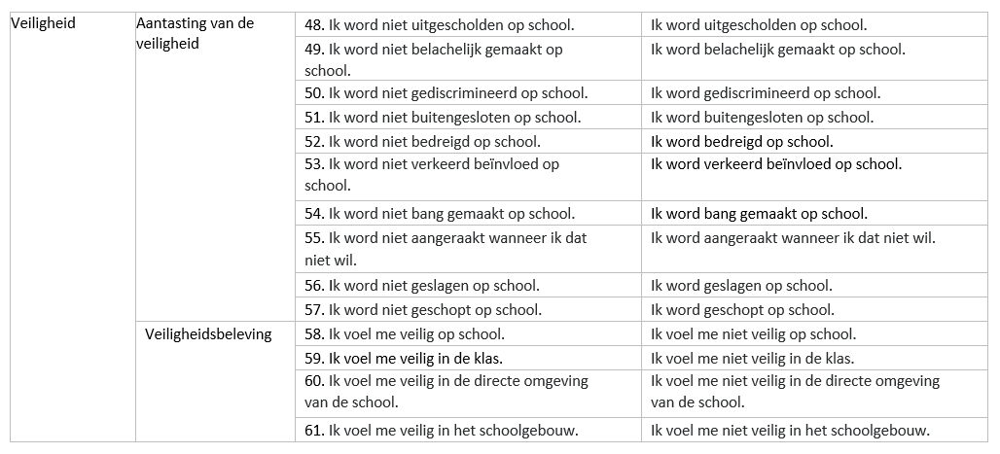 Veiligheid
Aantasting van de
veiligheid
48. Ik word niet uitgescholden op school.
Ik word uitgescholden op school.
49. Ik word niet belachelijk gemaakt op
school.
Ik word belachelijk gemaakt op school.
50. Ik word niet gediscrimineerd op school.
Ik word gediscrimineerd op school.
51. Ik word niet buitengesloten op school.
Ik word buitengesloten op school.
52. Ik word niet bedreigd op school.
Ik word bedreigd op school.
53. Ik word niet verkeerd beïnvloed op
school.
Ik word verkeerd beïnvloed op school.
54. Ik word niet bang gemaakt op school.
Ik word bang gemaakt op school.
55. Ik word niet aangeraakt wanneer ik dat
niet wil.
Ik word aangeraakt wanneer ik dat niet wil.
56. Ik word niet geslagen op school.
Ik word geslagen op school.
57. Ik word niet geschopt op school.
Ik word geschopt op school.
Veiligheidsbeleving
58. Ik voel me veilig op school.
Ik voel me niet veilig op school.
59. Ik voel me veilig in de klas.
Ik voel me niet veilig in de klas.
60. Ik voel me veilig in de directe omgeving
van de school.
Ik voel me niet veilig in de directe omgeving
van de school.
61. Ik voel me veilig in het schoolgebouw.
Ik voel me niet veilig in het schoolgebouw.